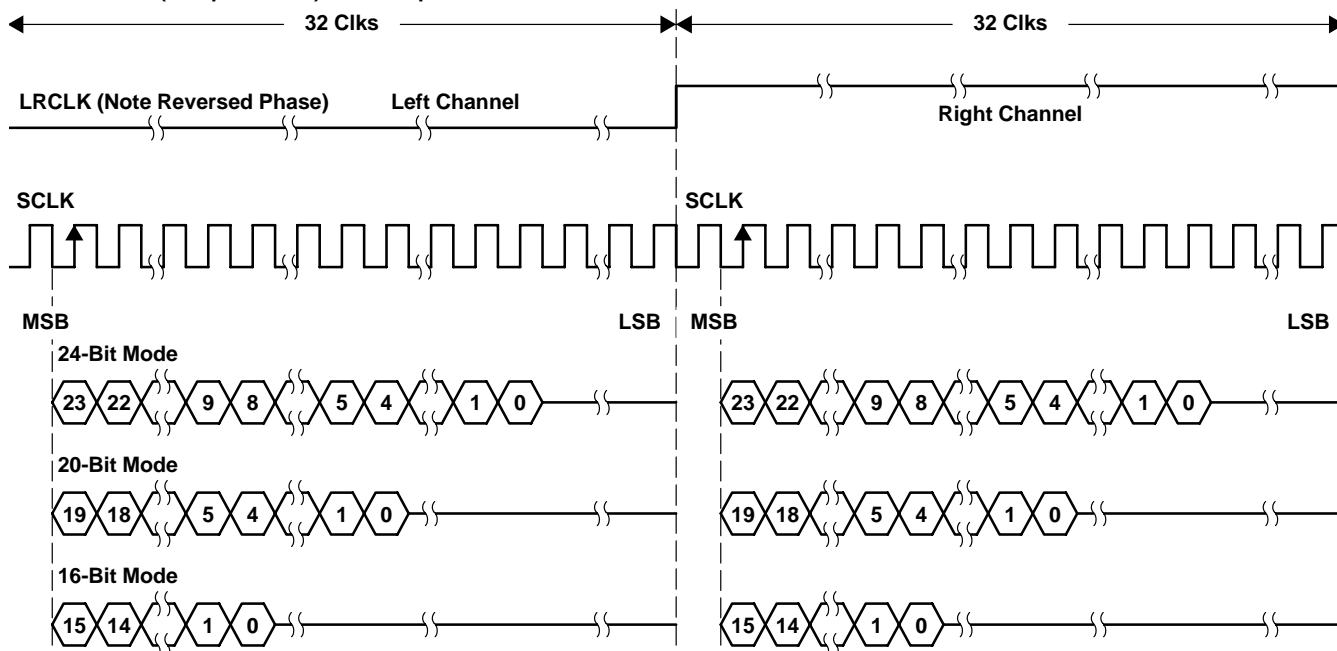 32 Clks 32 Clks
LRCLK (Note Reversed Phase) Left Channel
Right Channel
SCLK SCLK
MSB LSB MSB LSB
24-Bit Mode
23 22 9 8 5 4 1 0 23 22 9 8 5 4 1 0
20-Bit Mode
19 18 5 4 1 0 19 18 5 4 1 0
16-Bit Mode
15 14 1 0 15 14 1 0